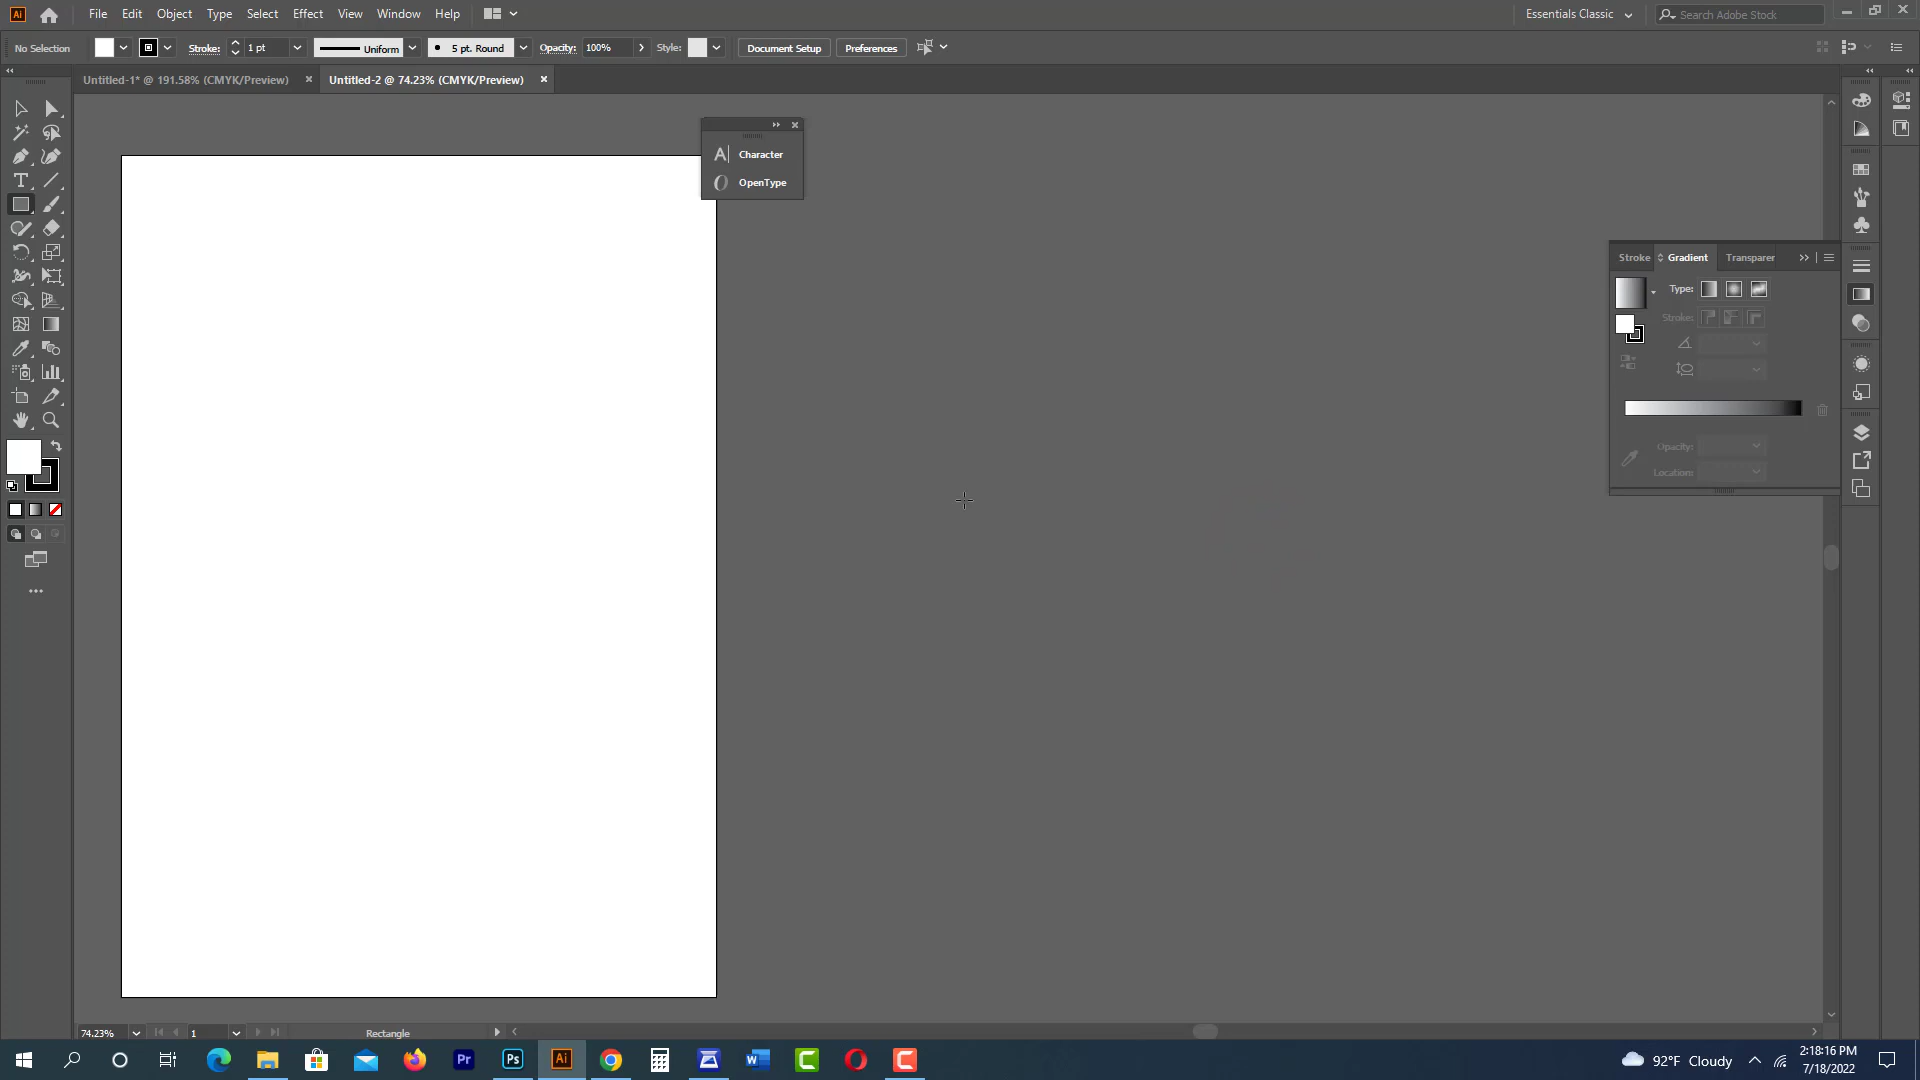 Ai File Edit Object Type Select Effect View Window Help Essentials Classic Search Adobe Stock
No Selection Stroke: 1 pt Uniform 5 pt. Round Opacity: 100% Style: Document Setup Preferences
Untitled-1* @ 191.58% (CMYK/Preview) Untitled-2 @ 74.23% (CMYK/Preview)
Character
OpenType
Stroke Gradient Transparer
Type:
Stroke:
Opacity:
Location:
74.23% 1 Rectangle
Pr Ps Ai 92°F Cloudy 2:18:16 PM
7/18/2022